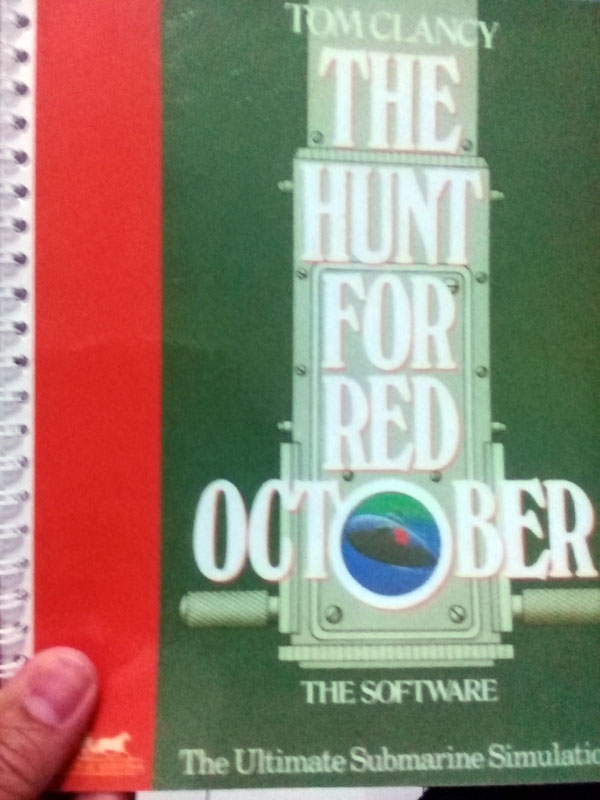 TOM CLANCY
THE
HUNT
FOR
RED
OCTOBER
THE SOFTWARE
The Ultimate Submarine Simulatio